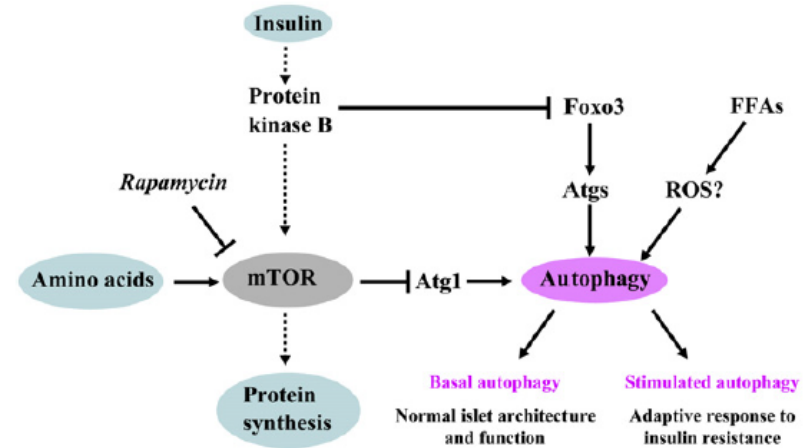 Insulin
Protein
kinase B
Foxo3
FFAs
Rapamycin
Atgs
ROS?
Amino acids
mTOR
Atg1
Autophagy
Protein
synthesis
Basal autophagy
Normal islet architecture
and function
Stimulated autophagy
Adaptive response to
insulin resistance